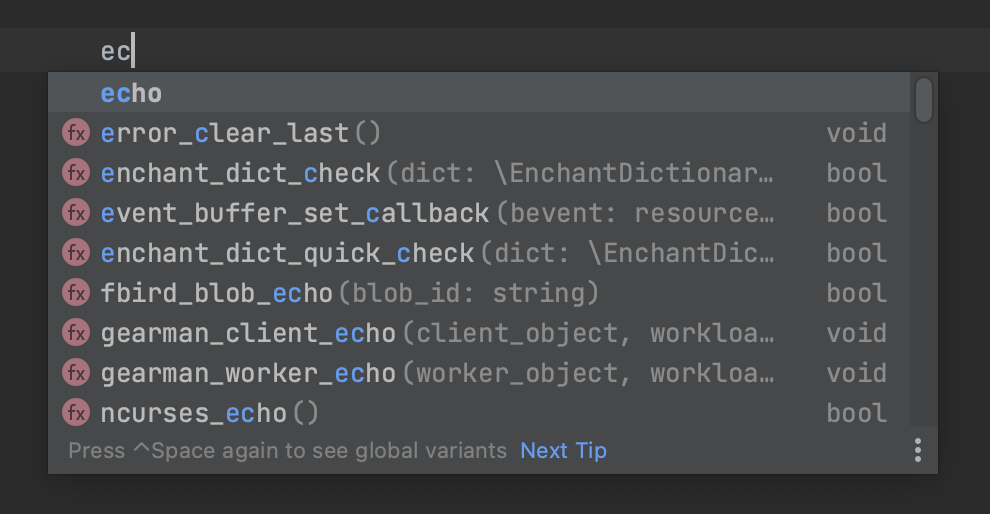 ec
echo
fx error_clear_last() void
fx enchant_dict_check(dict: \EnchantDictionar… bool
fx event_buffer_set_callback(bevent: resource… bool
fx enchant_dict_quick_check(dict: \EnchantDic… bool
fx fbird_blob_echo(blob_id: string) bool
fx gearman_client_echo(client_object, workloa… void
fx gearman_worker_echo(worker_object, workloa… void
fx ncurses_echo() bool
Press ^Space again to see global variants Next Tip